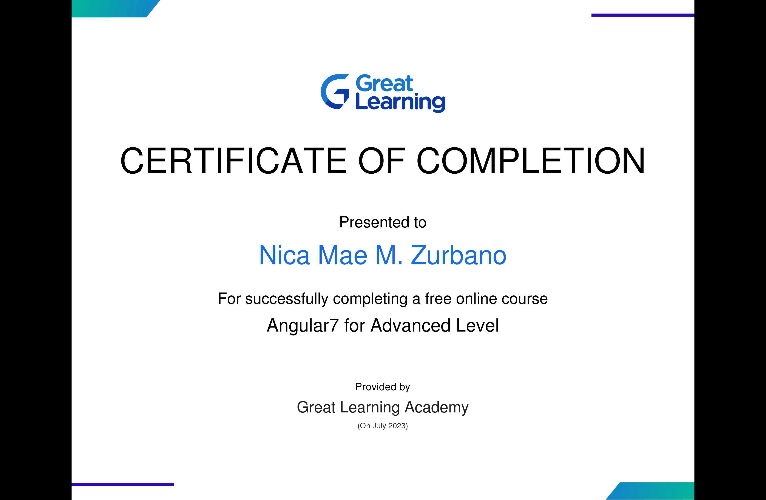 Great
Learning
CERTIFICATE OF COMPLETION
Presented to
Nica Mae M. Zurbano
For successfully completing a free online course
Angular7 for Advanced Level
Provided by
Great Learning Academy
(On July 2023)